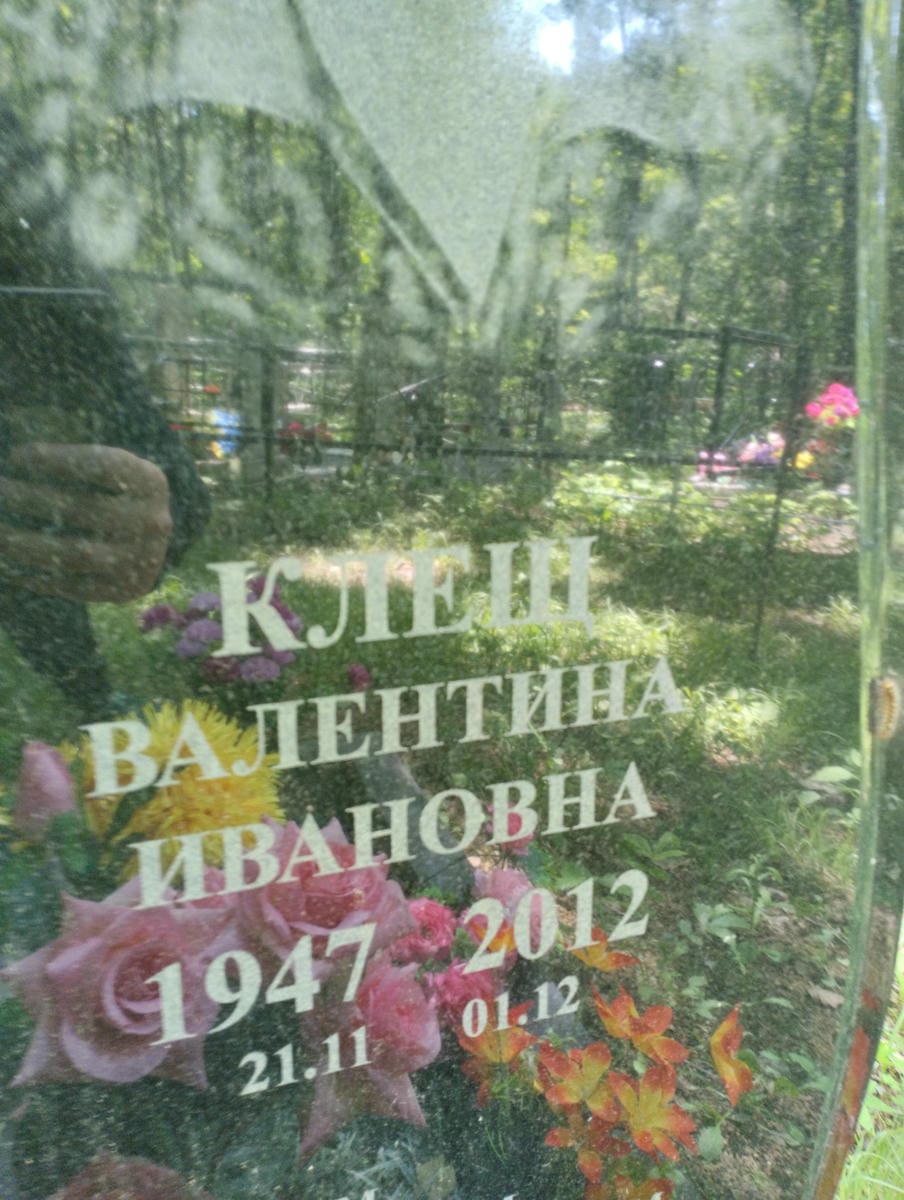 КЛЕЩ
ВАЛЕНТИНА
ИВАНОВНА
1947 2012
21.11 01.12